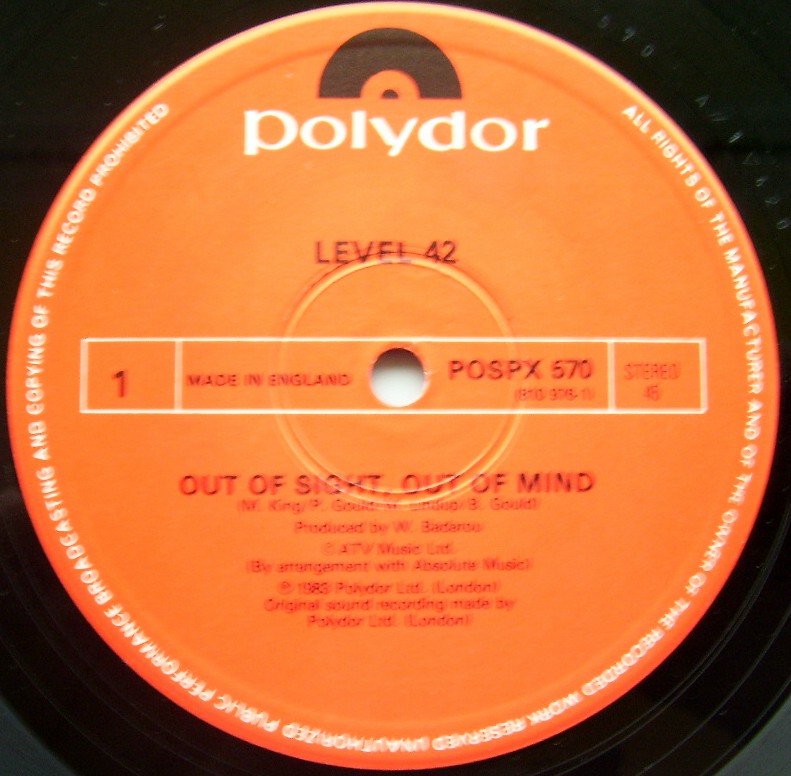 polydor
LEVEL 42
1
MADE IN ENGLAND
POSPX 570
(810 976-1)
STEREO
45
OUT OF SIGHT, OUT OF MIND
(M. King/P. Gould/M. Lindup/B. Gould)
Produced by W. Badarou
© ATV Music Ltd.
(By arrangement with Absolute Music)
℗ 1983 Polydor Ltd. (London)
Original sound recording made by
Polydor Ltd. (London)
ALL RIGHTS OF THE MANUFACTURER AND OF THE OWNER OF THE RECORDED WORK RESERVED UNAUTHORIZED PUBLIC PERFORMANCE BROADCASTING AND COPYING OF THIS RECORD PROHIBITED